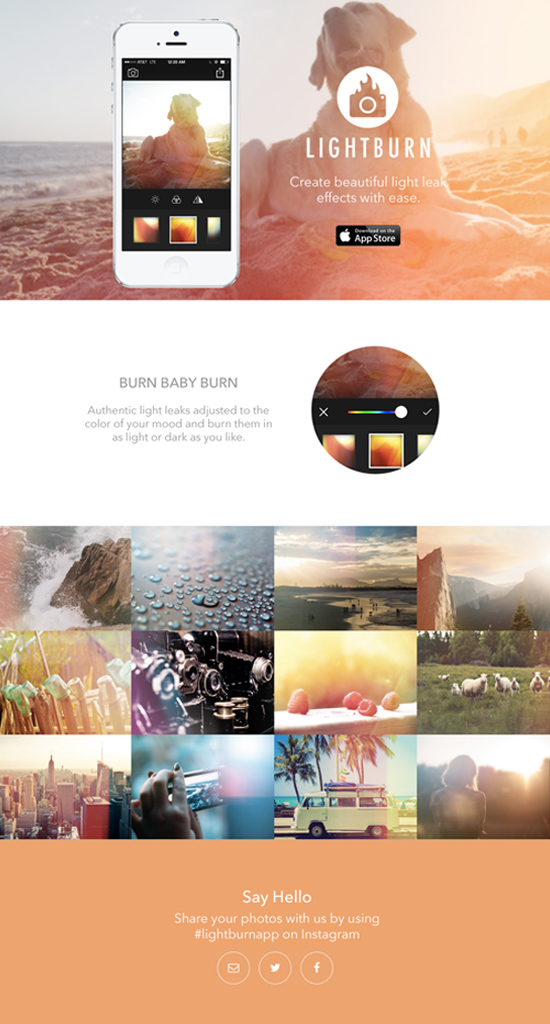 AT&T LTE 12:05 AM
LIGHTBURN
Create beautiful light leak
effects with ease.
Download on the
App Store
BURN BABY BURN
Authentic light leaks adjusted to the
color of your mood and burn them in
as light or dark as you like.
Say Hello
Share your photos with us by using
#lightburnapp on Instagram